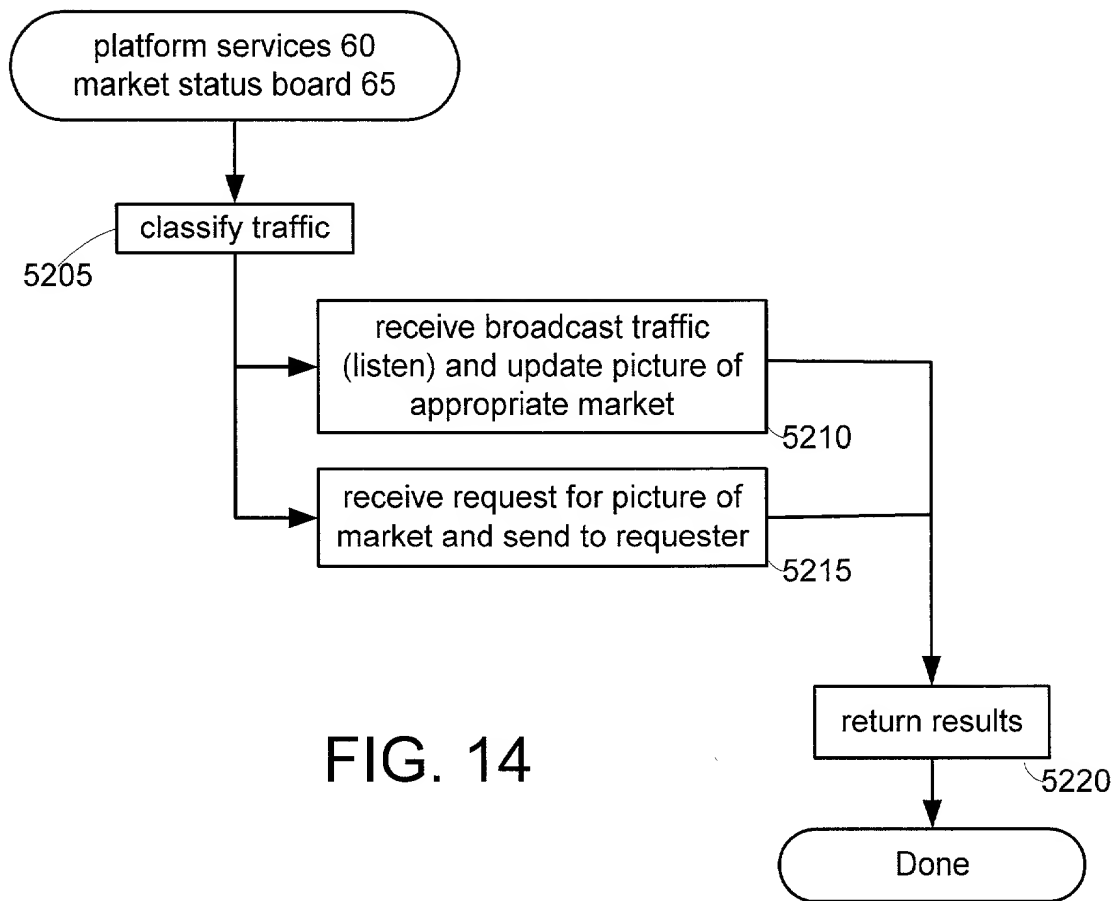 platform services 60
market status board 65
classify traffic
5205
receive broadcast traffic
(listen) and update picture of
appropriate market
5210
receive request for picture of
market and send to requester
5215
return results
5220
FIG. 14
Done